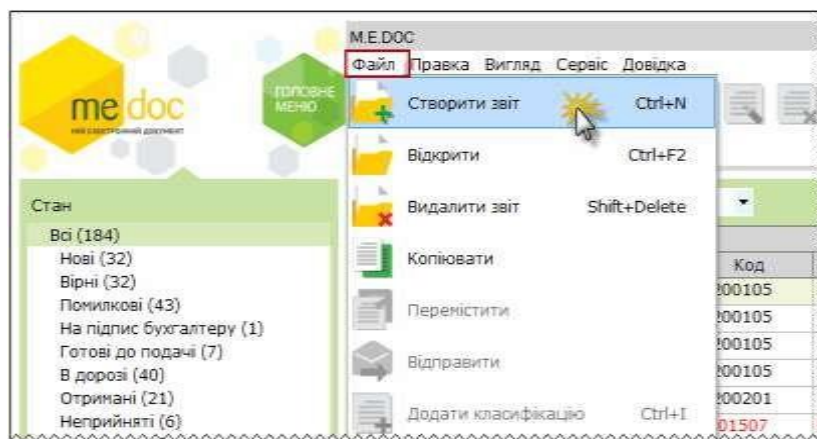 M.E.DOC
Файл Правка Вигляд Сервіс Довідка
me doc
ГОЛОВНЕ
МЕНЮ
Створити звіт Ctrl+N
Відкрити Ctrl+F2
Видалити звіт Shift+Delete
Копіювати
Перемістити
Відправити
Додати класифікацію Ctrl+I
Стан
Всі (184)
Нові (32)
Вірні (32)
Помилкові (43)
На підпис бухгалтеру (1)
Готові до подачі (7)
В дорозі (40)
Отримані (21)
Неприйняті (6)
Код
200105
200105
200105
200105
200201
01507